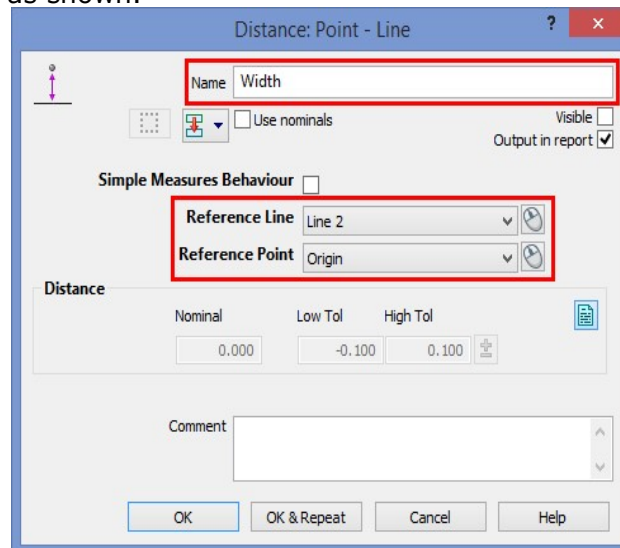 as shown.
Distance: Point - Line ? ×
Name Width
Use nominals
Visible
Output in report
Simple Measures Behaviour
Reference Line Line 2
Reference Point Origin
Distance
Nominal Low Tol High Tol
0.000 -0.100 0.100
Comment
OK OK & Repeat Cancel Help